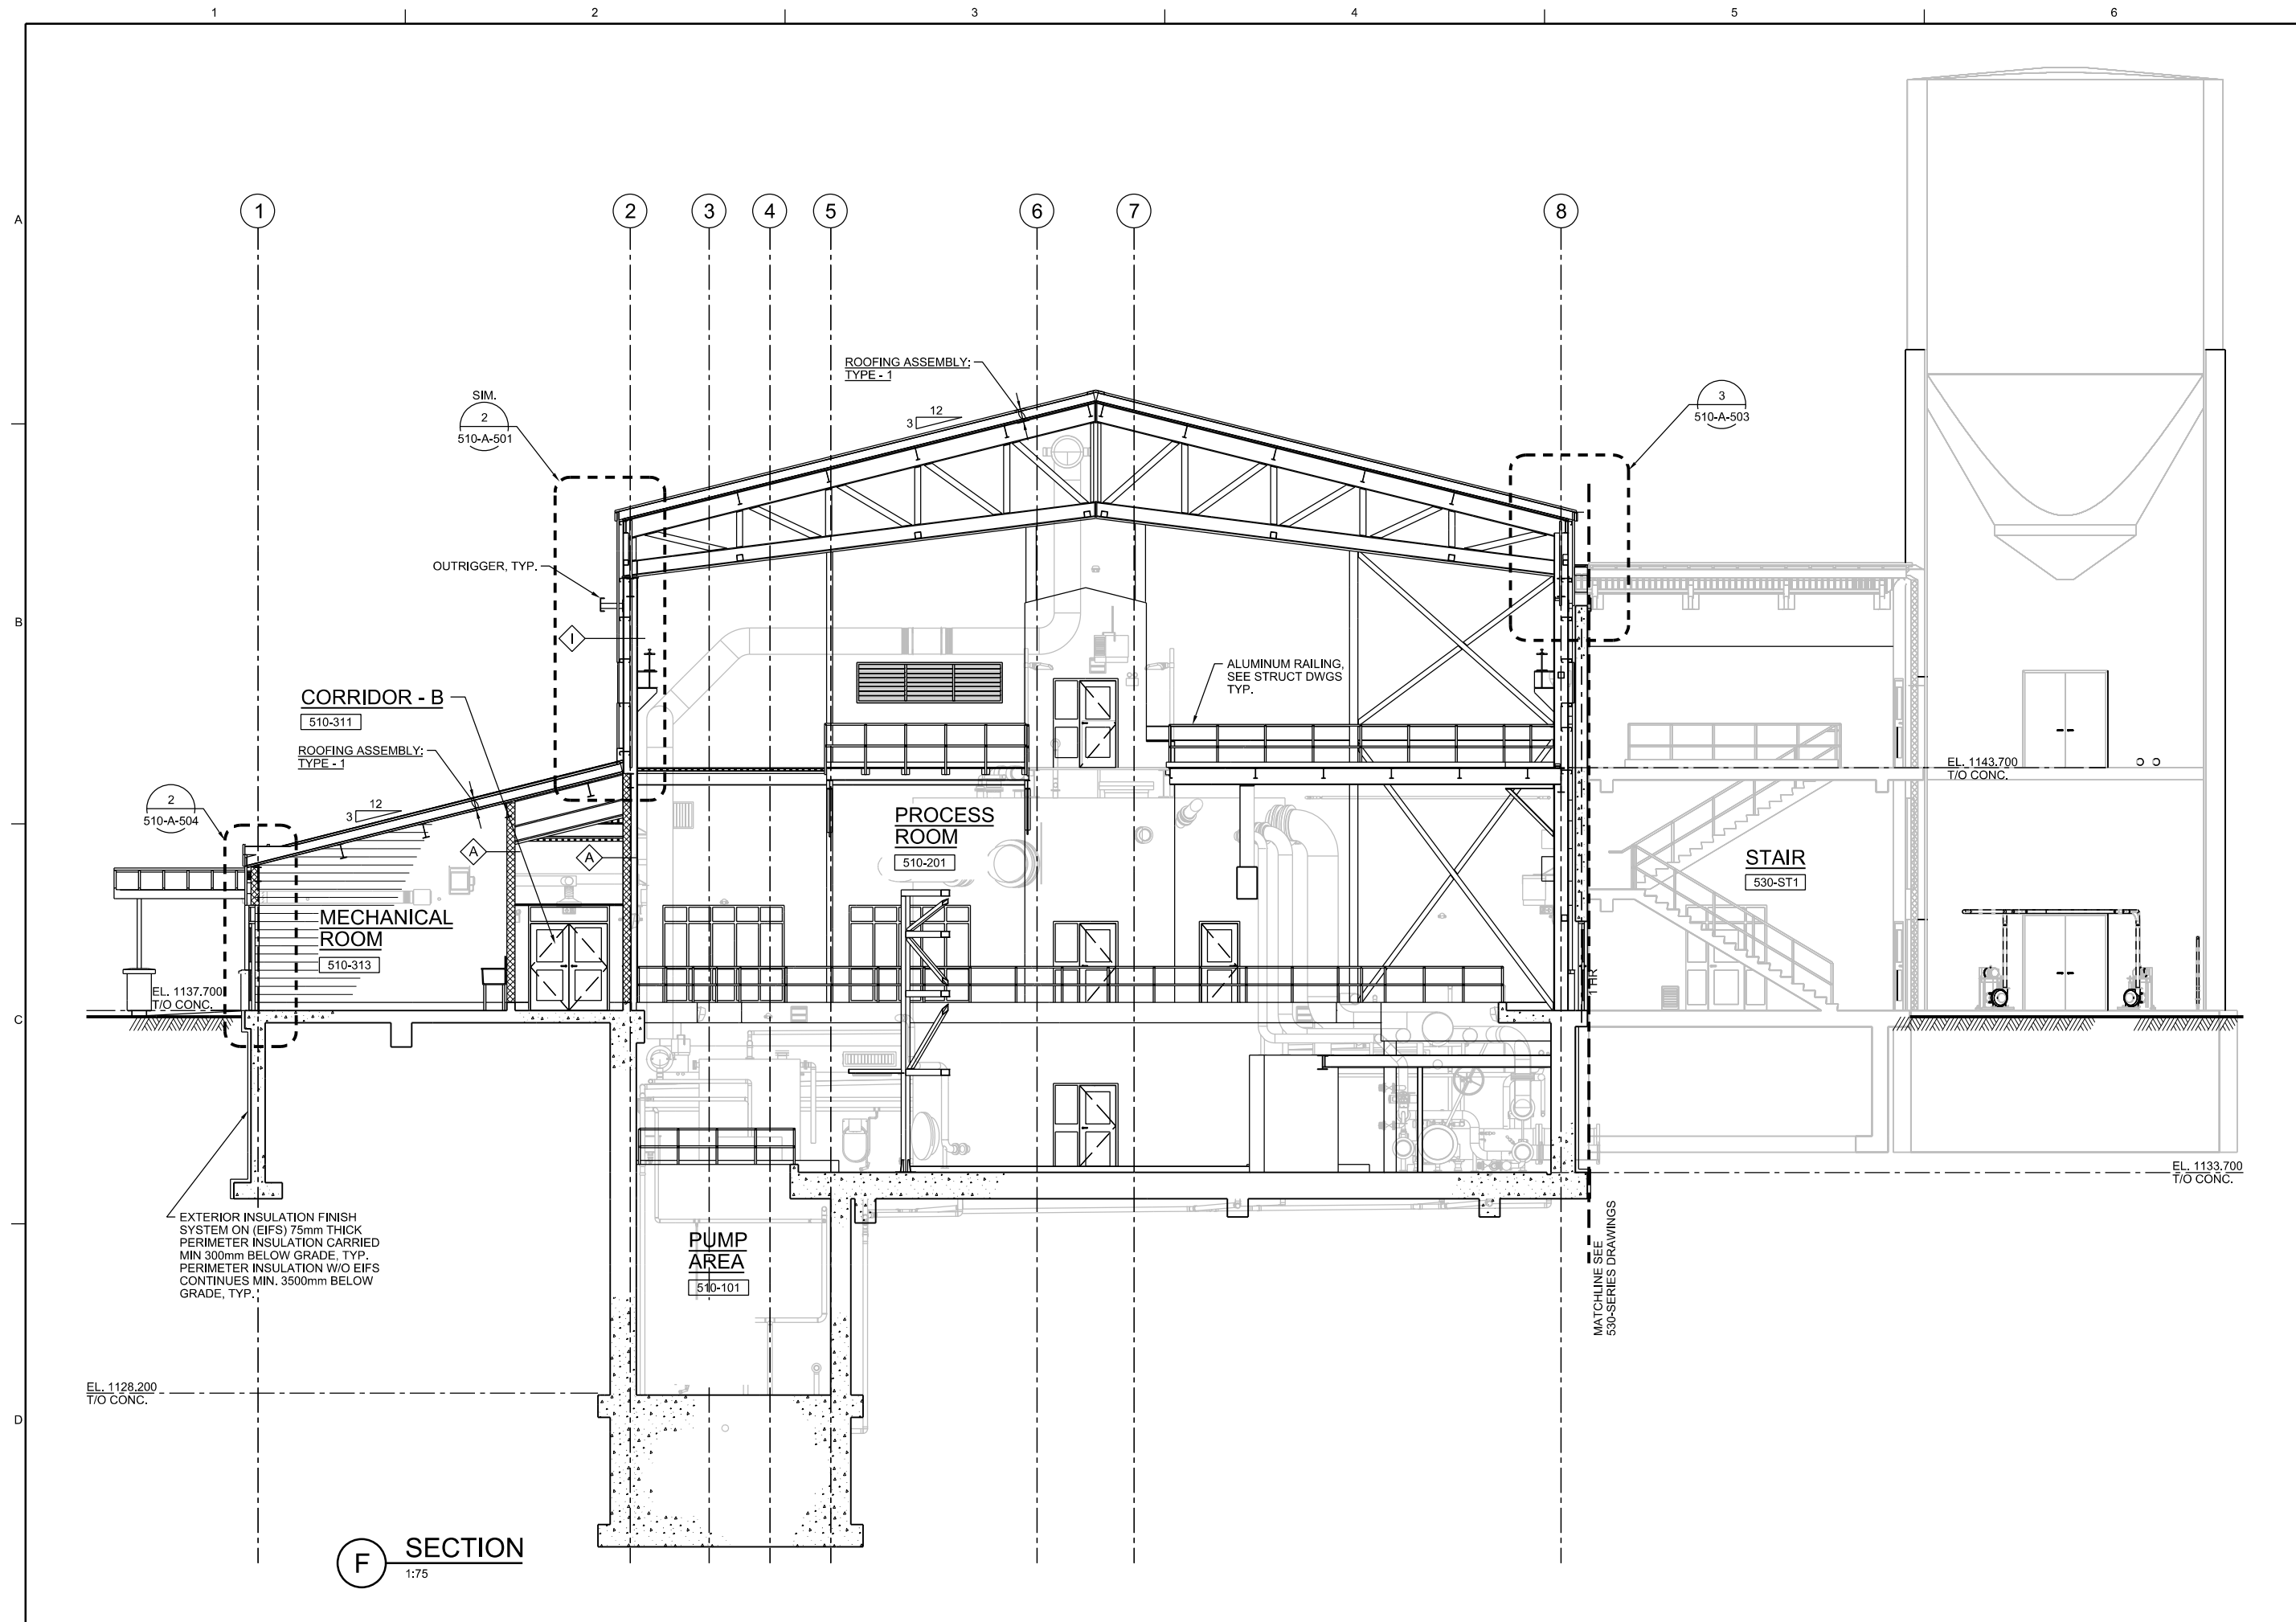 1
2
3
4
5
6
A
B
C
D
1
2
3
4
5
6
7
8
ROOFING ASSEMBLY:
TYPE - 1
12
3
SIM.
2
510-A-501
3
510-A-503
OUTRIGGER, TYP.
I
ALUMINUM RAILING,
SEE STRUCT DWGS
TYP.
CORRIDOR - B
510-311
ROOFING ASSEMBLY:
TYPE - 1
12
3
2
510-A-504
A
A
PROCESS
ROOM
510-201
EL. 1143.700
T/O CONC.
STAIR
530-ST1
MECHANICAL
ROOM
510-313
EL. 1137.700
T/O CONC.
1 HR
EL. 1133.700
T/O CONC.
EXTERIOR INSULATION FINISH
SYSTEM ON (EIFS) 75mm THICK
PERIMETER INSULATION CARRIED
MIN 300mm BELOW GRADE, TYP.
PERIMETER INSULATION W/O EIFS
CONTINUES MIN. 3500mm BELOW
GRADE, TYP.
PUMP
AREA
510-101
MATCHLINE SEE
530-SERIES DRAWINGS
EL. 1128.200
T/O CONC.
F
SECTION
1:75